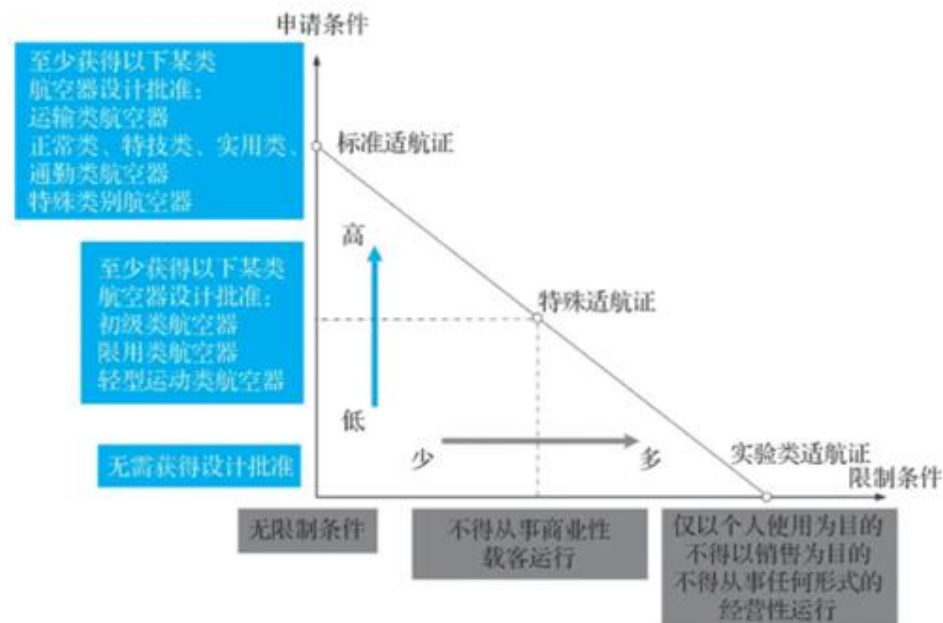 申请条件
至少获得以下某类
航空器设计批准：
运输类航空器
正常类、特技类、实用类、
通勤类航空器
特殊类别航空器
标准适航证
高
至少获得以下某类
航空器设计批准：
初级类航空器
限用类航空器
轻型运动类航空器
特殊适航证
低
少
多
实验类适航证
限制条件
无需获得设计批准
无限制条件
不得从事商业性
载客运行
仅以个人使用为目的
不得以销售为目的
不得从事任何形式的
经营性运行